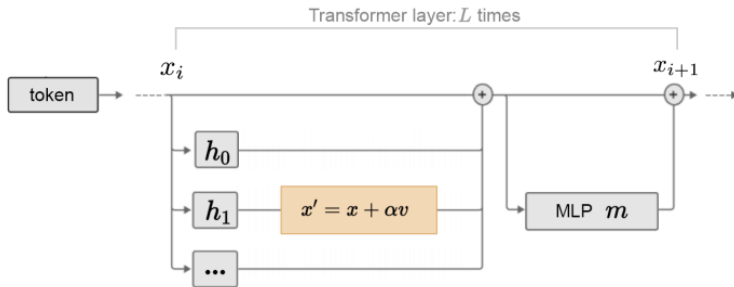 Transformer layer: L times
x_i
x_{i+1}
token
+
+
h_0
h_1
x' = x + αv
MLP m
...